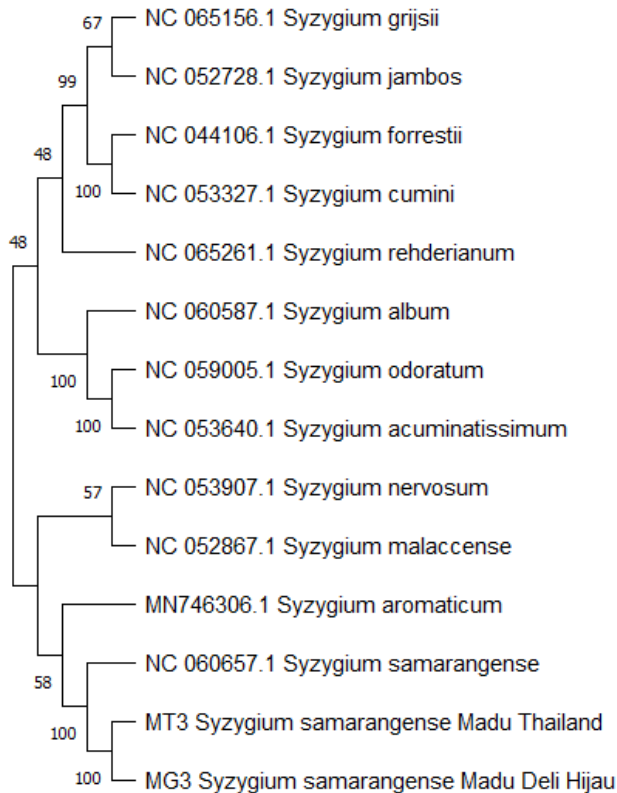 67
NC 065156.1 Syzygium grijsii
NC 052728.1 Syzygium jambos
99
NC 044106.1 Syzygium forrestii
48
100
NC 053327.1 Syzygium cumini
48
NC 065261.1 Syzygium rehderianum
NC 060587.1 Syzygium album
100
NC 059005.1 Syzygium odoratum
100
NC 053640.1 Syzygium acuminatissimum
57
NC 053907.1 Syzygium nervosum
NC 052867.1 Syzygium malaccense
MN746306.1 Syzygium aromaticum
58
NC 060657.1 Syzygium samarangense
100
MT3 Syzygium samarangense Madu Thailand
100
MG3 Syzygium samarangense Madu Deli Hijau